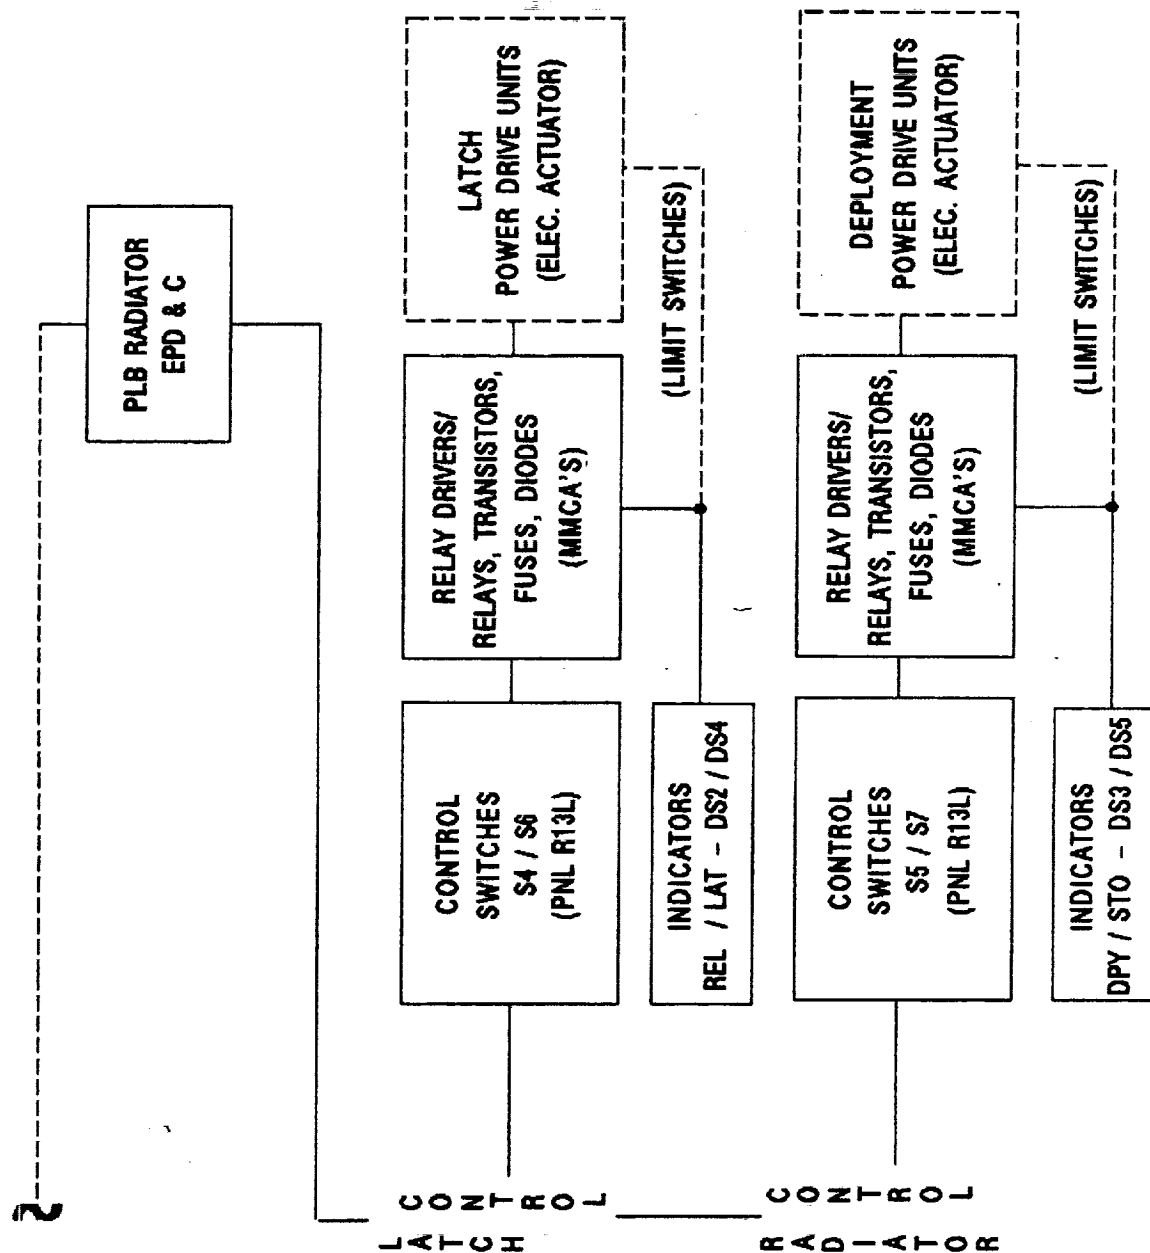 PLB RADIATOR
EPD & C
LATCH
CONTROL
CONTROL
SWITCHES
S4 / S6
(PNL R13L)
RELAY DRIVERS/
RELAYS, TRANSISTORS,
FUSES, DIODES
(MMCA'S)
LATCH
POWER DRIVE UNITS
(ELEC. ACTUATOR)
INDICATORS
REL / LAT - DS2 / DS4
(LIMIT SWITCHES)
RADIATOR
CONTROL
CONTROL
SWITCHES
S5 / S7
(PNL R13L)
RELAY DRIVERS/
RELAYS, TRANSISTORS,
FUSES, DIODES
(MMCA'S)
DEPLOYMENT
POWER DRIVE UNITS
(ELEC. ACTUATOR)
INDICATORS
DPY / STO - DS3 / DS5
(LIMIT SWITCHES)